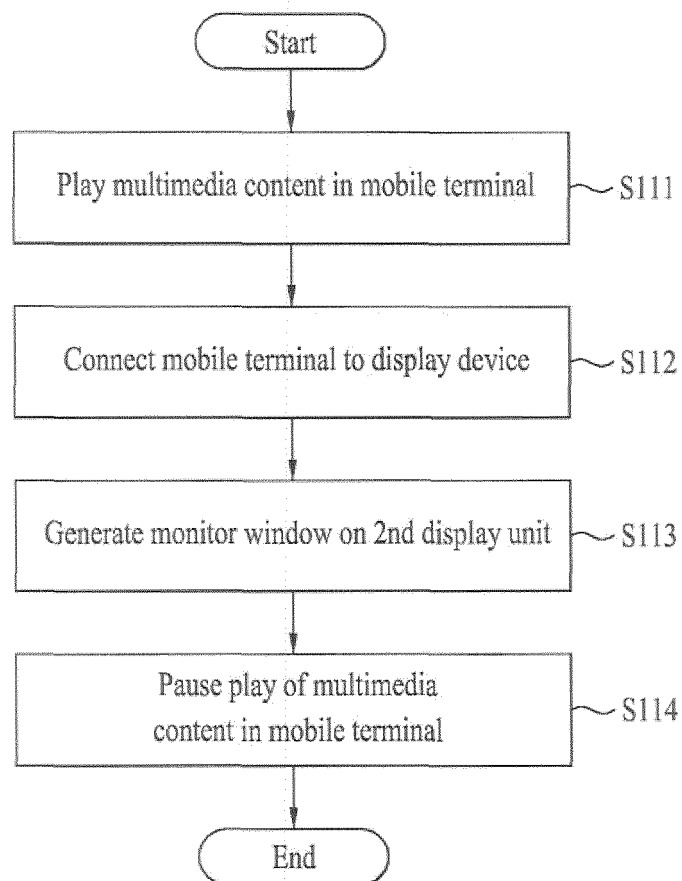 Start
Play multimedia content in mobile terminal
S111
Connect mobile terminal to display device
S112
Generate monitor window on 2nd display unit
S113
Pause play of multimedia
content in mobile terminal
S114
End